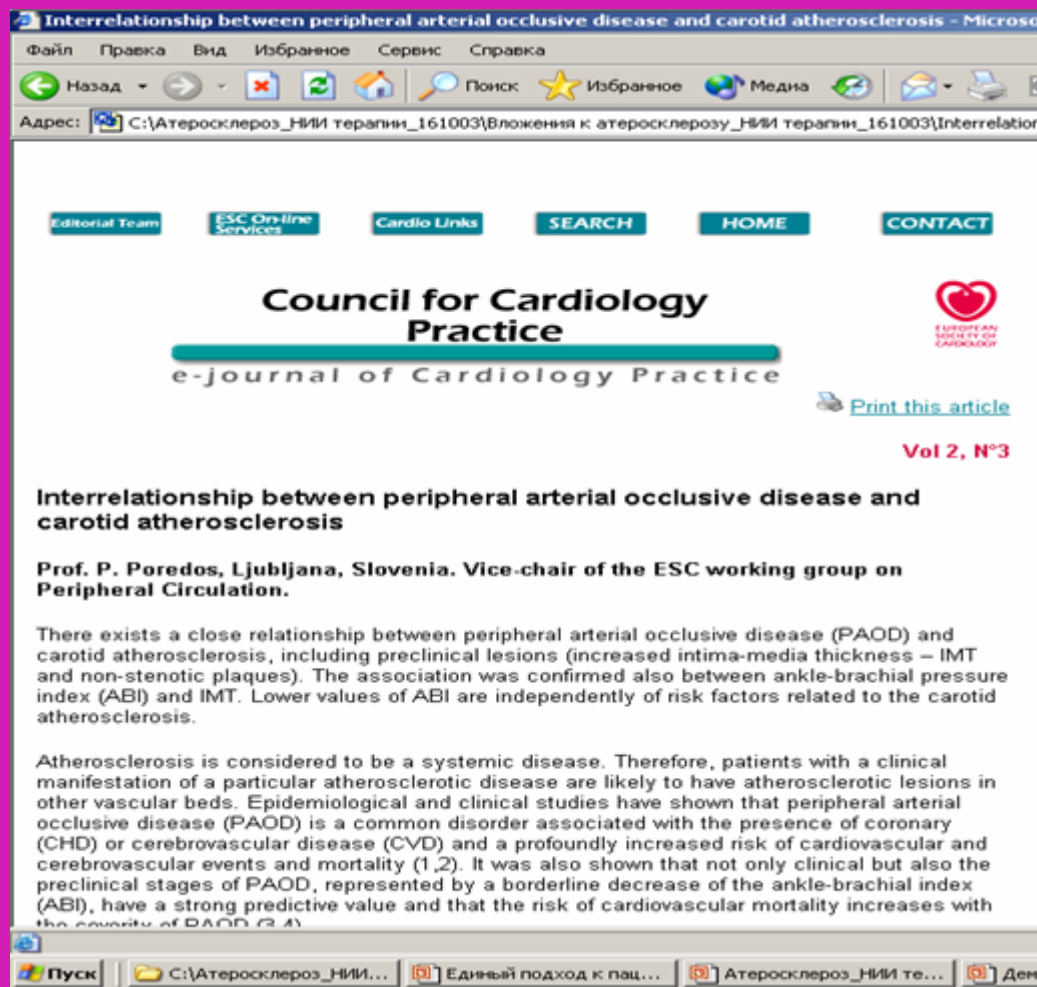 Interrelationship between peripheral arterial occlusive disease and carotid atherosclerosis - Microso
Файл Правка Вид Избранное Сервис Справка
Назад Поиск Избранное Медиа
Адрес: C:\Атеросклероз_НИИ терапии_161003\Вложения к атеросклерозу_НИИ терапии_161003\Interrelation
Editorial Team ESC On-line Services Cardio Links SEARCH HOME CONTACT
Council for Cardiology
Practice
EUROPEAN
SOCIETY OF
CARDIOLOGY
e-journal of Cardiology Practice
Print this article
Vol 2, N°3
Interrelationship between peripheral arterial occlusive disease and
carotid atherosclerosis
Prof. P. Poredos, Ljubljana, Slovenia. Vice-chair of the ESC working group on
Peripheral Circulation.
There exists a close relationship between peripheral arterial occlusive disease (PAOD) and
carotid atherosclerosis, including preclinical lesions (increased intima-media thickness – IMT
and non-stenotic plaques). The association was confirmed also between ankle-brachial pressure
index (ABI) and IMT. Lower values of ABI are independently of risk factors related to the carotid
atherosclerosis.
Atherosclerosis is considered to be a systemic disease. Therefore, patients with a clinical
manifestation of a particular atherosclerotic disease are likely to have atherosclerotic lesions in
other vascular beds. Epidemiological and clinical studies have shown that peripheral arterial
occlusive disease (PAOD) is a common disorder associated with the presence of coronary
(CHD) or cerebrovascular disease (CVD) and a profoundly increased risk of cardiovascular and
cerebrovascular events and mortality (1,2). It was also shown that not only clinical but also the
preclinical stages of PAOD, represented by a borderline decrease of the ankle-brachial index
(ABI), have a strong predictive value and that the risk of cardiovascular mortality increases with
the severity of PAOD (3,4)
Пуск C:\Атеросклероз_НИИ... Единый подход к пац... Атеросклероз_НИИ те... Дем